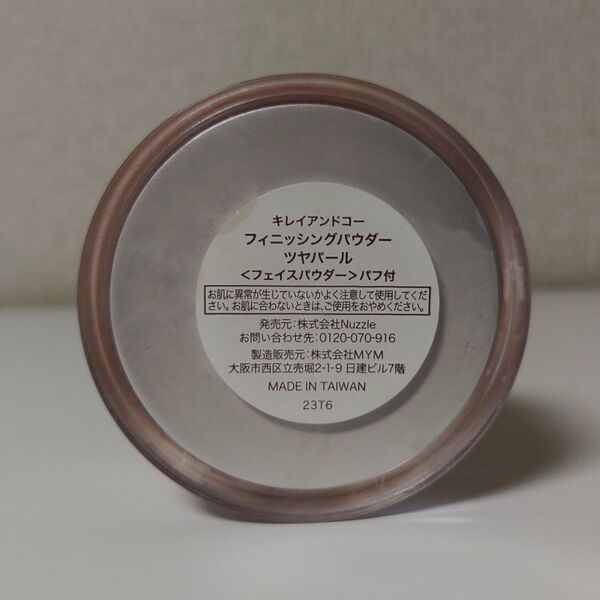 キレイアンドコー
フィニッシングパウダー
ツヤパール
<フェイスパウダー>パフ付
お肌に異常が生じていないかよく注意して使用してくだ
さい。お肌に合わないときは、ご使用をおやめください。
発売元：株式会社Nuzzle
お問い合わせ先：0120-070-916
製造販売元：株式会社MYM
大阪市西区立売堀2-1-9 日建ビル7階
MADE IN TAIWAN
23T6